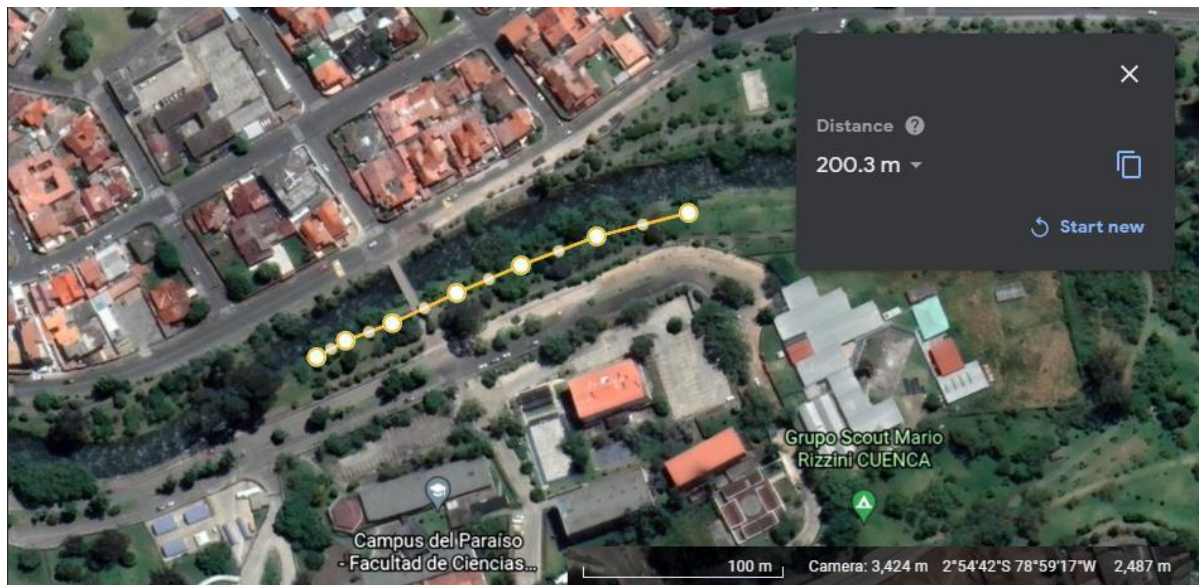 Distance
200.3 m
Start new
Grupo Scout Mario
Rizzini CUENCA
Campus del Paraíso
- Facultad de Ciencias...
100 m Camera: 3,424 m 2°54'42"S 78°59'17"W 2,487 m